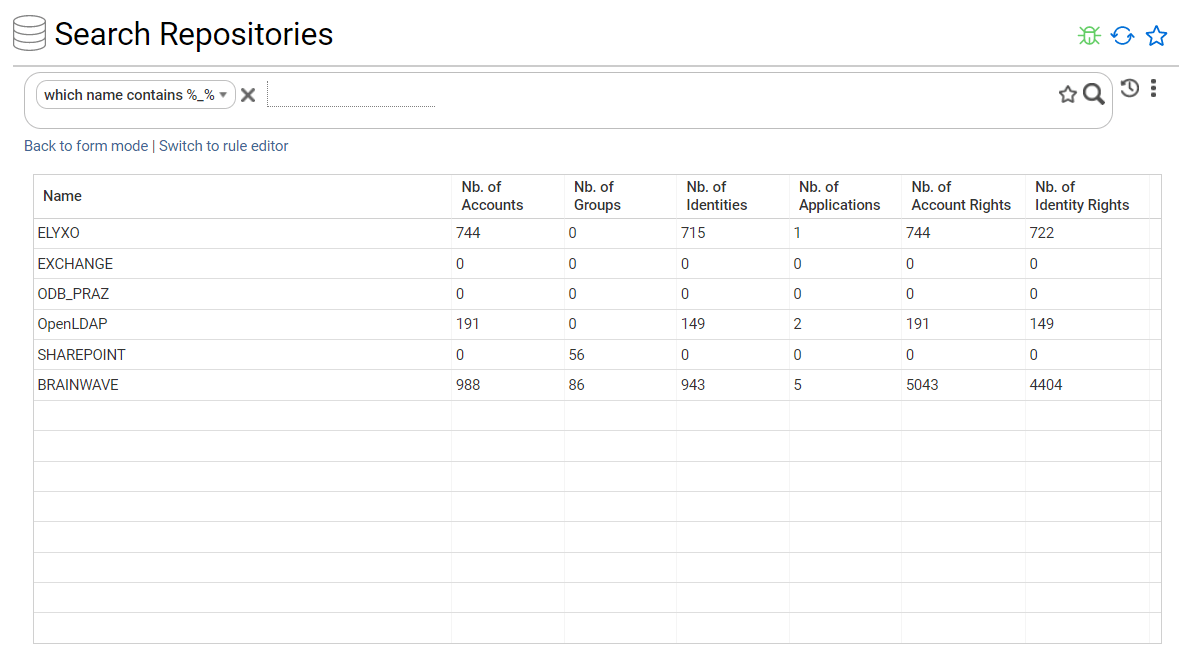 Search Repositories
which name contains %_%
Back to form mode | Switch to rule editor
Name Nb. of Accounts Nb. of Groups Nb. of Identities Nb. of Applications Nb. of Account Rights Nb. of Identity Rights
ELYXO 744 0 715 1 744 722
EXCHANGE 0 0 0 0 0 0
ODB_PRAZ 0 0 0 0 0 0
OpenLDAP 191 0 149 2 191 149
SHAREPOINT 0 56 0 0 0 0
BRAINWAVE 988 86 943 5 5043 4404